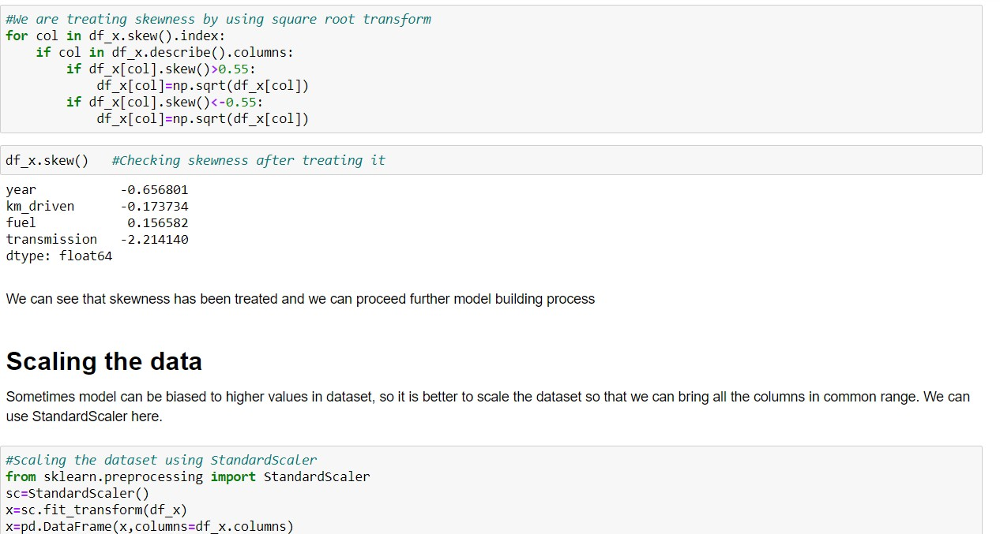 #We are treating skewness by using square root transform
for col in df_x.skew().index:
    if col in df_x.describe().columns:
        if df_x[col].skew()>0.55:
            df_x[col]=np.sqrt(df_x[col])
        if df_x[col].skew()<-0.55:
            df_x[col]=np.sqrt(df_x[col])
df_x.skew()   #Checking skewness after treating it
year           -0.656801
km_driven      -0.173734
fuel            0.156582
transmission   -2.214140
dtype: float64
We can see that skewness has been treated and we can proceed further model building process
Scaling the data
Sometimes model can be biased to higher values in dataset, so it is better to scale the dataset so that we can bring all the columns in common range. We can
use StandardScaler here.
#Scaling the dataset using StandardScaler
from sklearn.preprocessing import StandardScaler
sc=StandardScaler()
x=sc.fit_transform(df_x)
x=pd.DataFrame(x,columns=df_x.columns)